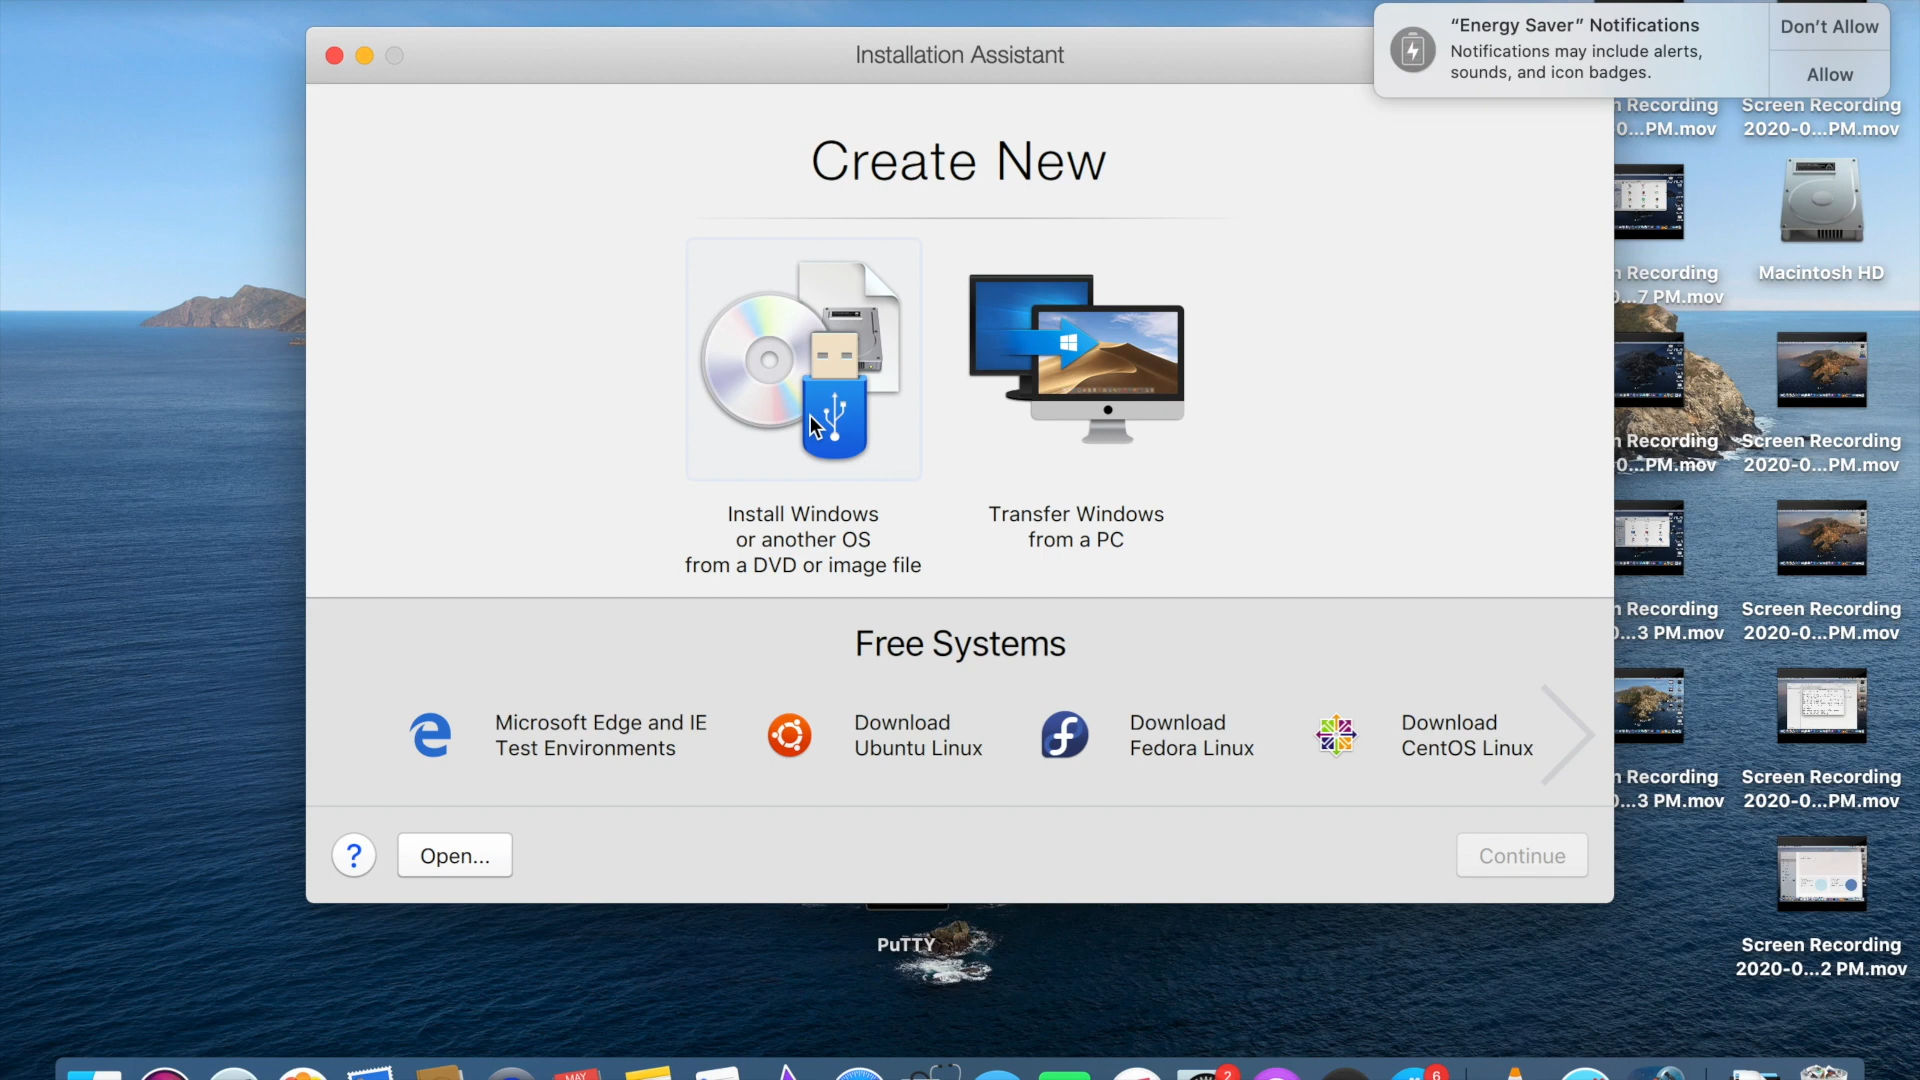 Installation Assistant
“Energy Saver” Notifications
Notifications may include alerts,
sounds, and icon badges.
Don’t Allow
Allow
Create New
Install Windows
or another OS
from a DVD or image file
Transfer Windows
from a PC
Free Systems
Microsoft Edge and IE
Test Environments
Download
Ubuntu Linux
Download
Fedora Linux
Download
CentOS Linux
?
Open...
Continue
Recording
0...PM.mov
Screen Recording
2020-0...PM.mov
Recording
0...7 PM.mov
Macintosh HD
Recording
0...PM.mov
Screen Recording
2020-0...PM.mov
Recording
0...3 PM.mov
Screen Recording
2020-0...PM.mov
Recording
0...3 PM.mov
Screen Recording
2020-0...PM.mov
Screen Recording
2020-0...2 PM.mov
PuTTY
MAY
2
6